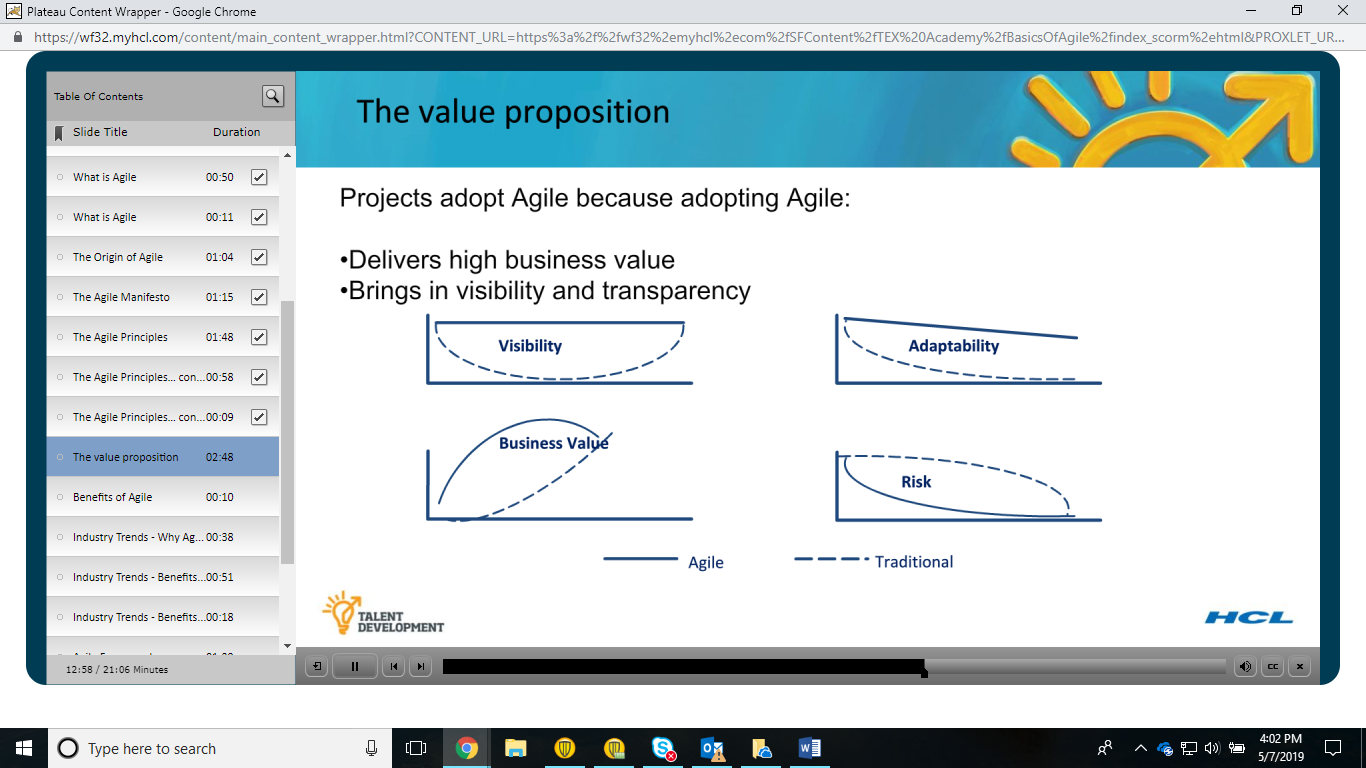 Plateau Content Wrapper - Google Chrome
https://wf32.myhcl.com/content/main_content_wrapper.html?CONTENT_URL=https%3a%2f%2fwf32%2emyhcl%2ecom%2fSFContent%2fTEX%20Academy%2fBasicsOfAgile%2findex_scorm%2ehtml&PROXLET_UR...
Table Of Contents
Slide Title Duration
What is Agile 00:50
What is Agile 00:11
The Origin of Agile 01:04
The Agile Manifesto 01:15
The Agile Principles 01:48
The Agile Principles... con...00:58
The Agile Principles... con...00:09
The value proposition 02:48
Benefits of Agile 00:10
Industry Trends - Why Ag...00:38
Industry Trends - Benefits...00:51
Industry Trends - Benefits...00:18
12:58 / 21:06 Minutes
The value proposition
Projects adopt Agile because adopting Agile:
•Delivers high business value
•Brings in visibility and transparency
Visibility
Adaptability
Business Value
Risk
Agile
Traditional
TALENT
DEVELOPMENT
HCL
CC
Type here to search
4:02 PM
5/7/2019